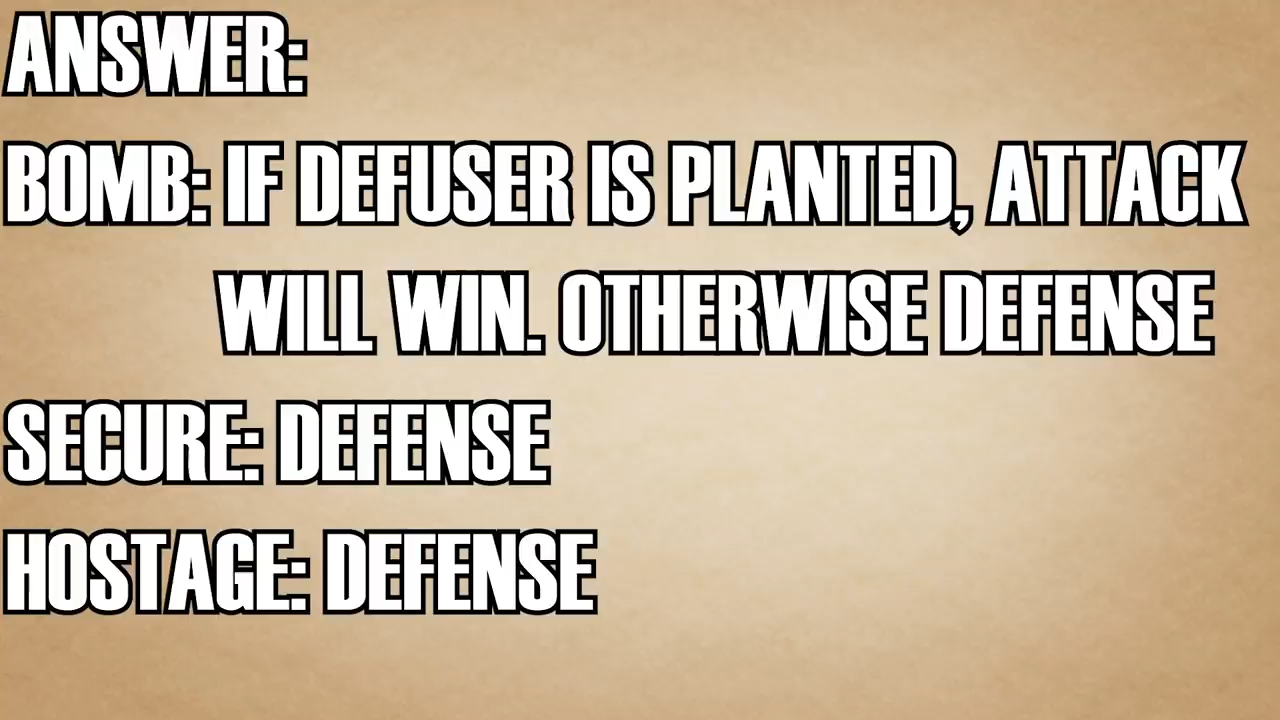 ANSWER:
BOMB: IF DEFUSER IS PLANTED, ATTACK
WILL WIN. OTHERWISE DEFENSE
SECURE: DEFENSE
HOSTAGE: DEFENSE